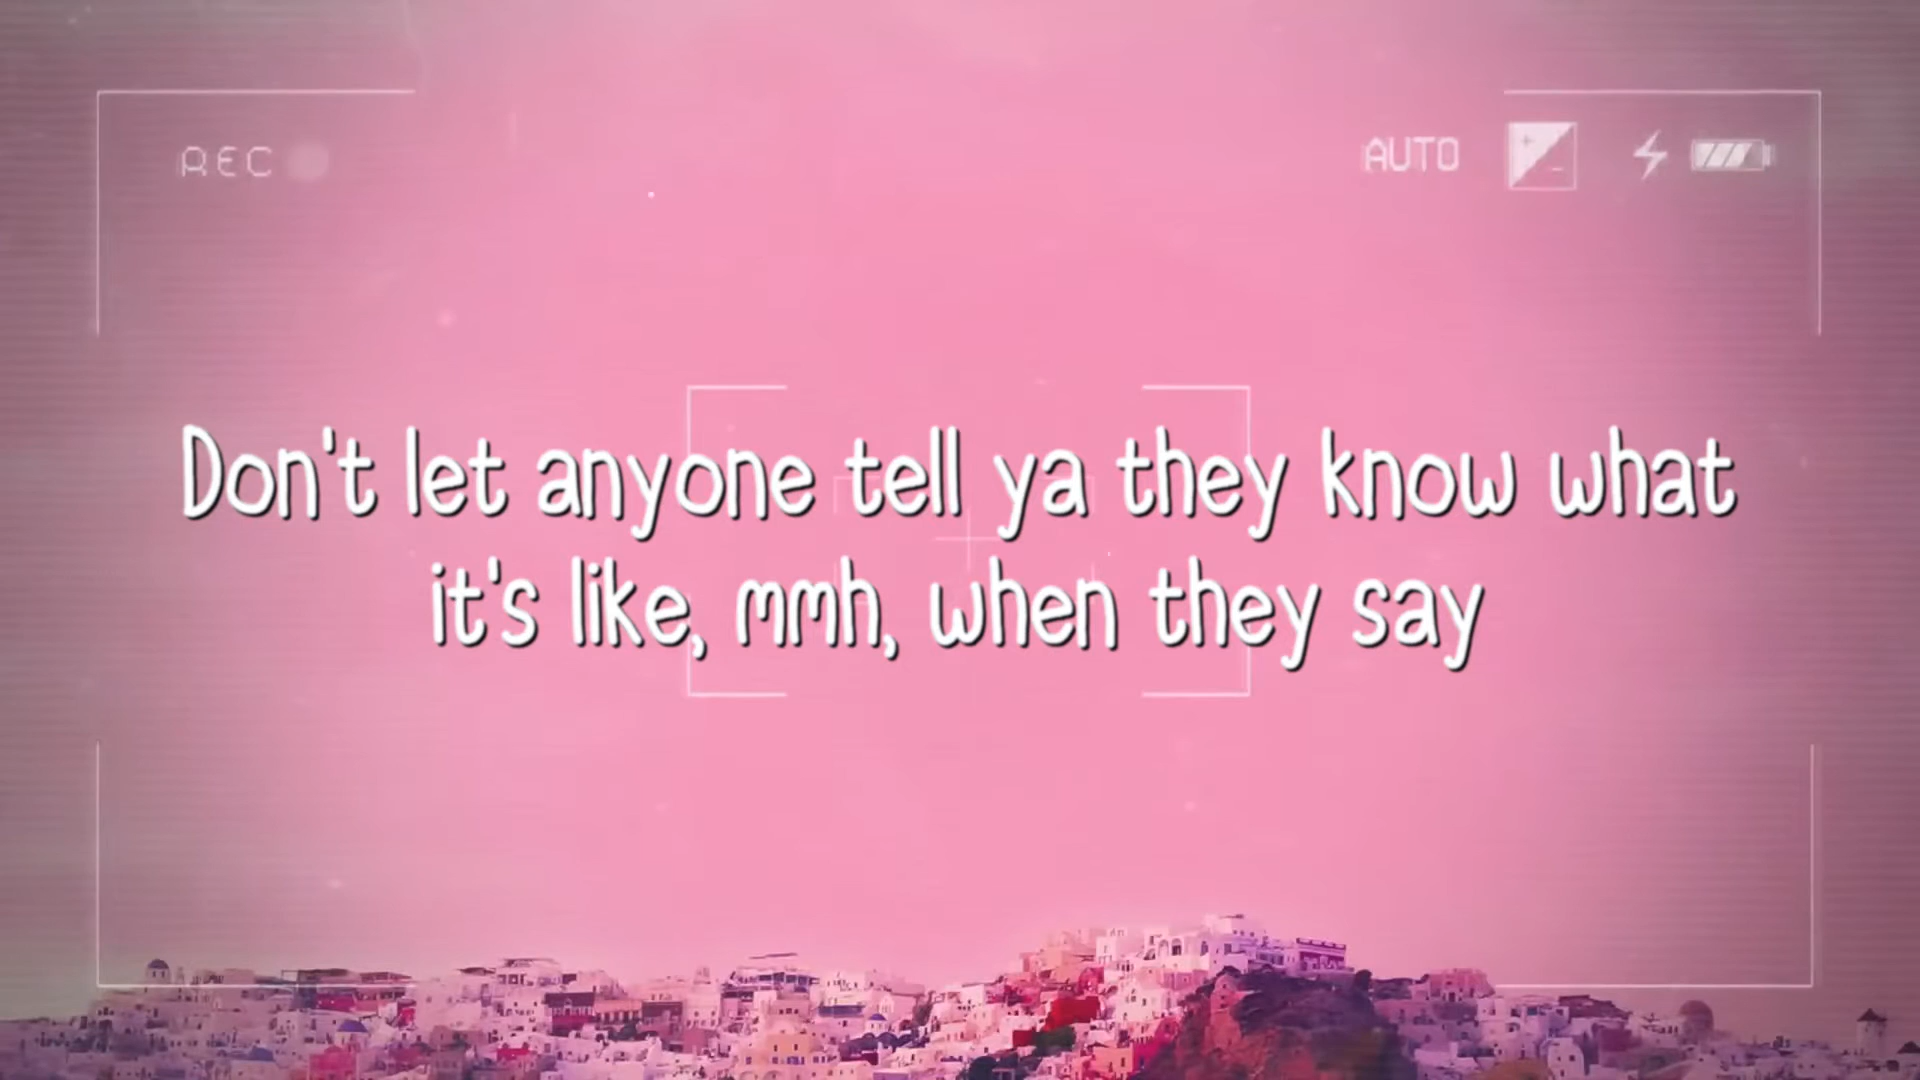 REC
AUTO
Don't let anyone tell ya they know what
it's like, mmh, when they say